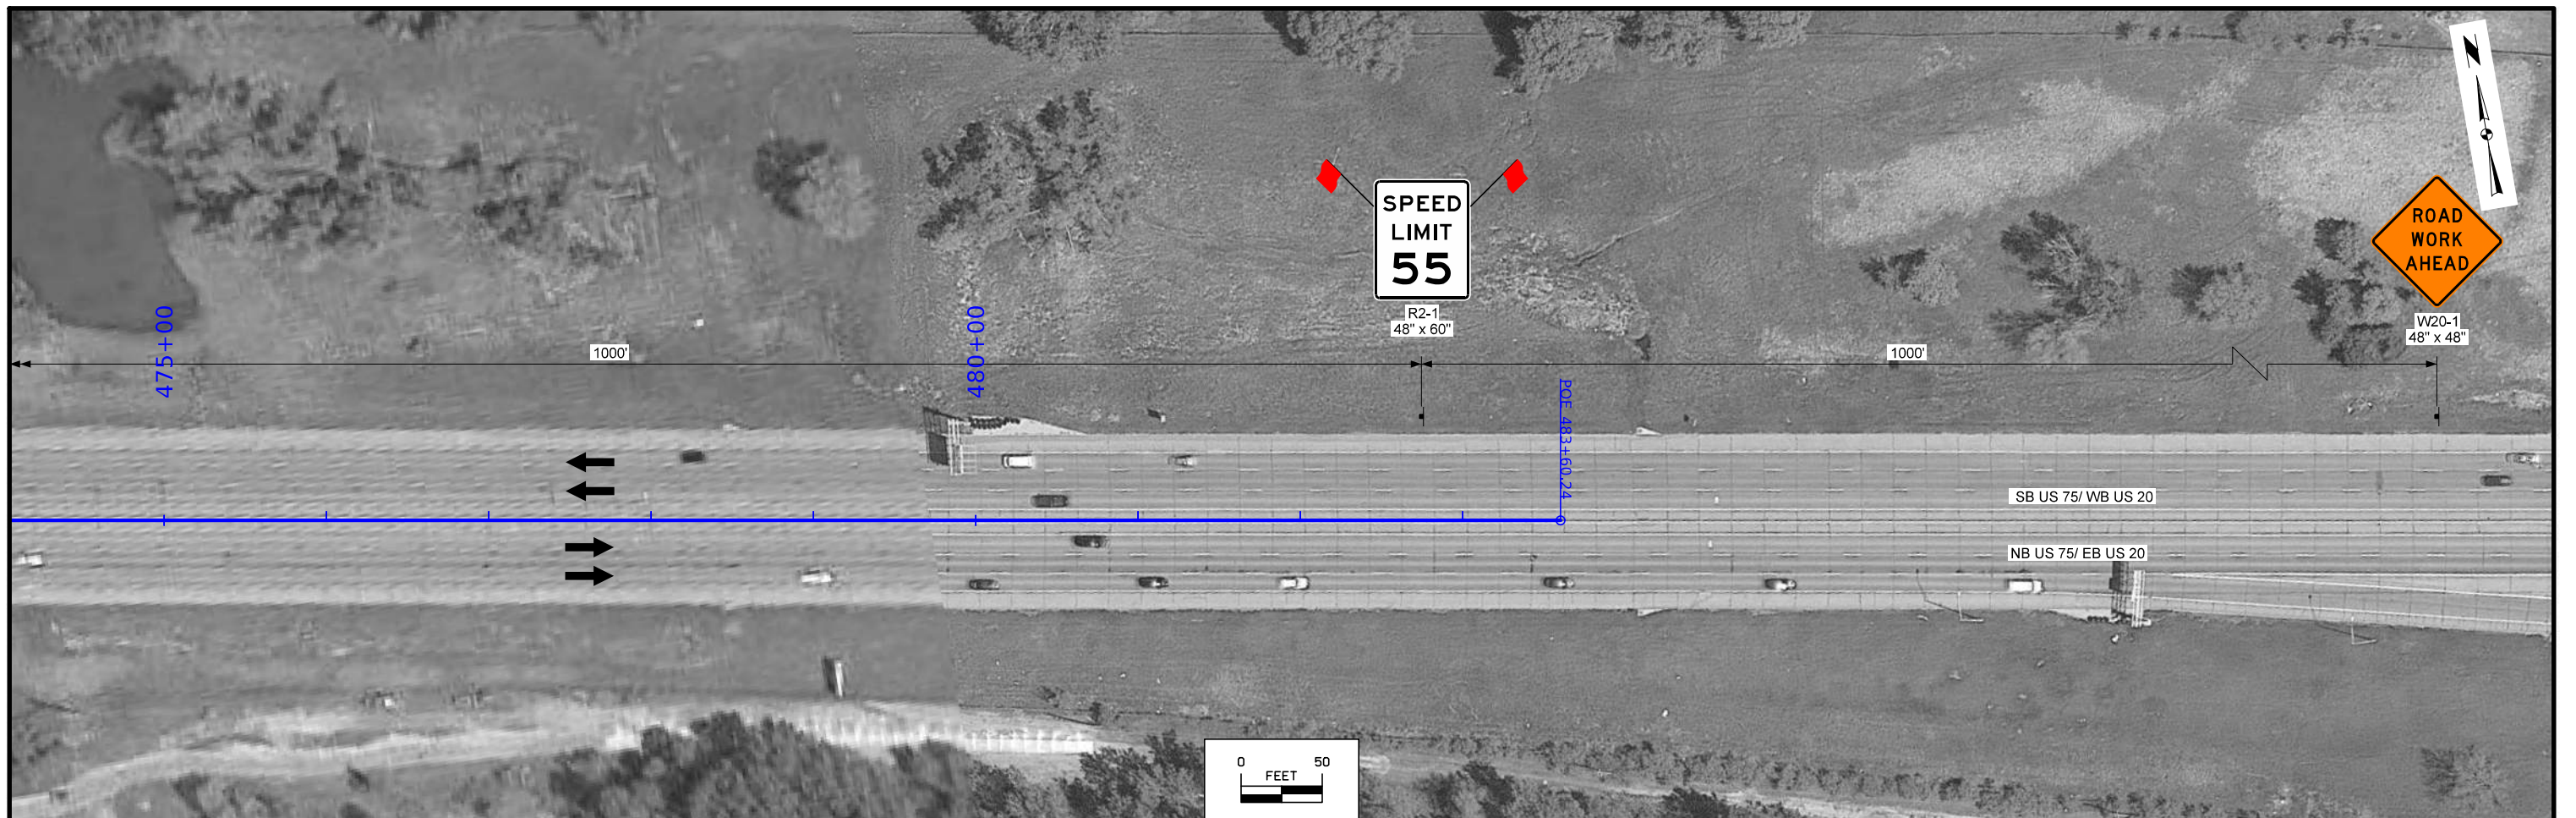 SPEED
LIMIT
55
R2-1
48" x 60"
ROAD
WORK
AHEAD
W20-1
48" x 48"
475+00
1000'
480+00
1000'
POE 483+60.24
SB US 75/ WB US 20
NB US 75/ EB US 20
0 50
FEET